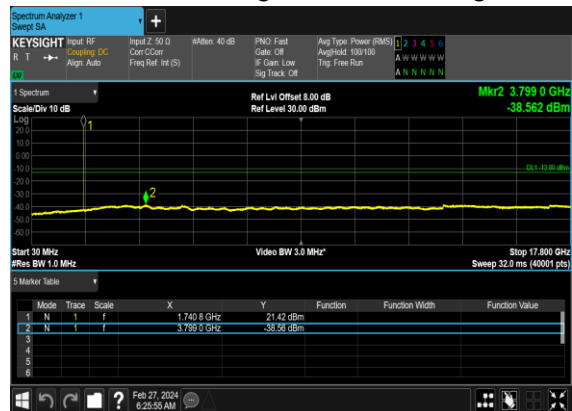 Spectrum Analyzer 1
Swept SA
+
KEYSIGHT Input: RF Input Z: 50 Ω #Atten: 40 dB PNO: Fast Avg Type: Power (RMS) 1 2 3 4 5 6
R T Coupling: DC Corr CCorr Gate: Off Avg|Hold: 100/100 A W W W W W
Align: Auto Freq Ref: Int (S) IF Gain: Low Trig: Free Run
Sig Track: Off A N N N N N
1 Spectrum Ref Lvl Offset 8.00 dB Mkr2 3.799 0 GHz
Scale/Div 10 dB Ref Level 30.00 dBm -38.562 dBm
Log
1
20.0
10.0
0.00
-10.0 DL1 -13.00 dBm
-20.0
-30.0
2
-40.0
-50.0
-60.0
Start 30 MHz Video BW 3.0 MHz* Stop 17.800 GHz
#Res BW 1.0 MHz Sweep 32.0 ms (40001 pts)
5 Marker Table
Mode Trace Scale X Y Function Function Width Function Value
1 N 1 f 1.740 8 GHz 21.42 dBm
2 N 1 f 3.799 0 GHz -38.56 dBm
3
4
5
6
? Feb 27, 2024
6:25:55 AM